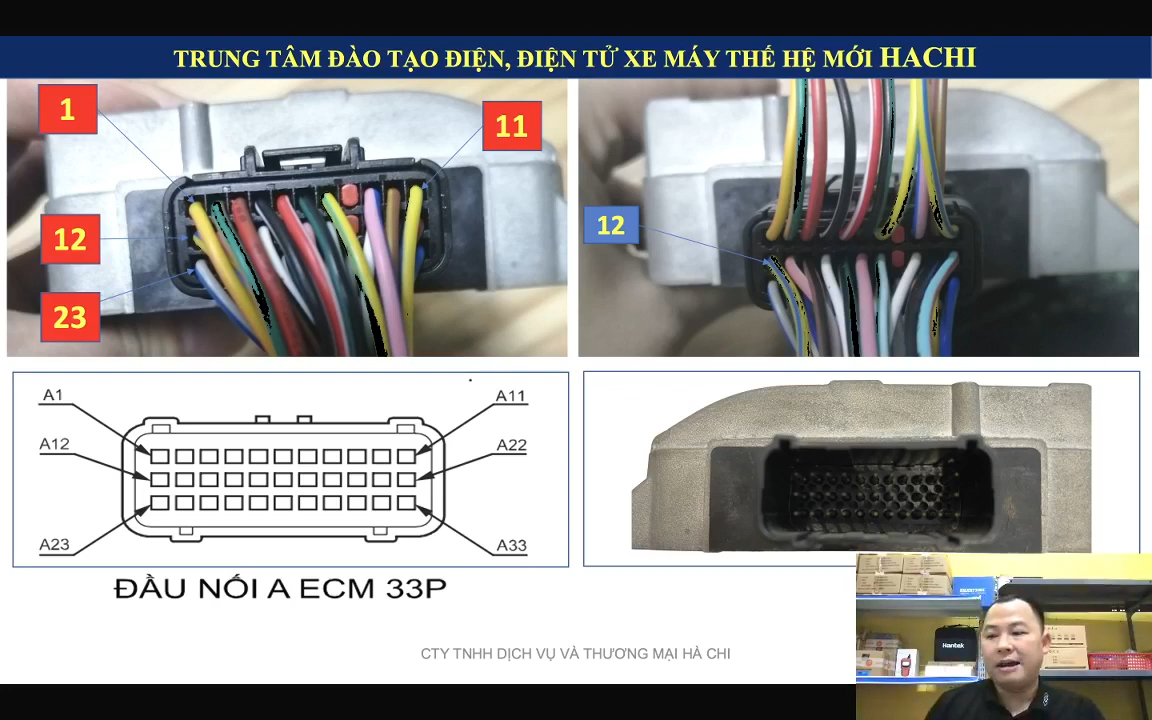 TRUNG TÂM ĐÀO TẠO ĐIỆN, ĐIỆN TỬ XE MÁY THẾ HỆ MỚI HACHI
1
11
12
23
12
A1
A11
A12
A22
A23
A33
ĐẦU NỐI A ECM 33P
CTY TNHH DỊCH VỤ VÀ THƯƠNG MẠI HÀ CHI
Hantek